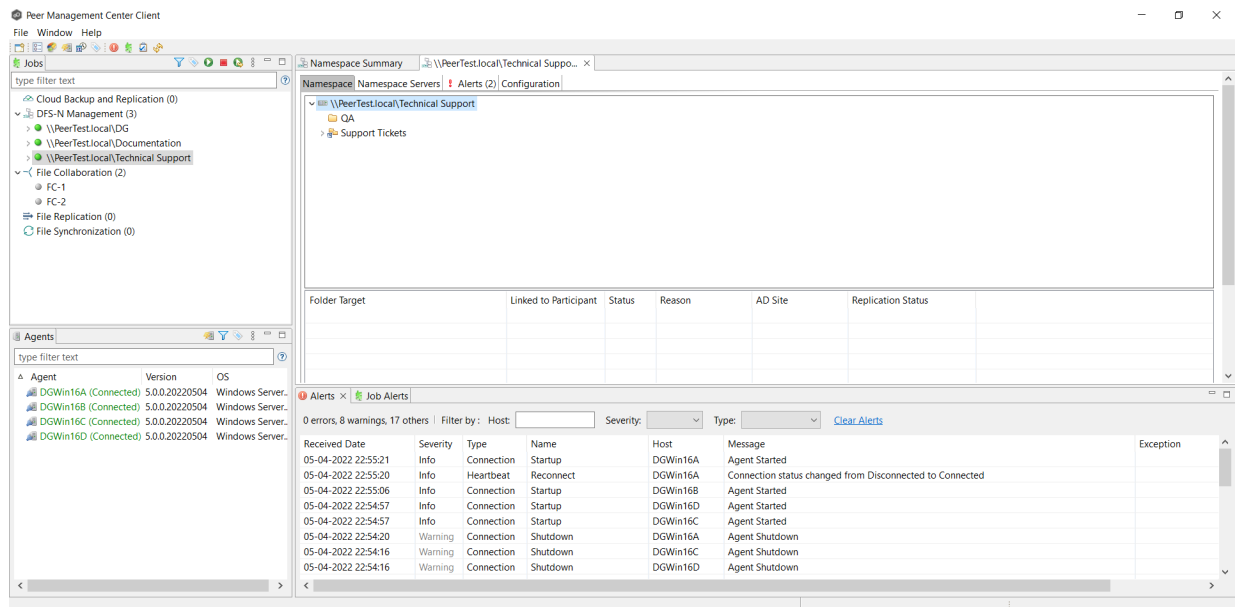 Peer Management Center Client
File Window Help
Jobs
type filter text
Cloud Backup and Replication (0)
DFS-N Management (3)
\\PeerTest.local\DG
\\PeerTest.local\Documentation
\\PeerTest.local\Technical Support
File Collaboration (2)
FC-1
FC-2
File Replication (0)
File Synchronization (0)
Agents
type filter text
Agent Version OS
DGWin16A (Connected) 5.0.0.20220504 Windows Server..
DGWin16B (Connected) 5.0.0.20220504 Windows Server..
DGWin16C (Connected) 5.0.0.20220504 Windows Server..
DGWin16D (Connected) 5.0.0.20220504 Windows Server..
Namespace Summary \\PeerTest.local\Technical Suppo...
Namespace Namespace Servers Alerts (2) Configuration
\\PeerTest.local\Technical Support
QA
Support Tickets
Folder Target Linked to Participant Status Reason AD Site Replication Status
Alerts Job Alerts
0 errors, 8 warnings, 17 others Filter by : Host: Severity: Type: Clear Alerts
Received Date Severity Type Name Host Message Exception
05-04-2022 22:55:21 Info Connection Startup DGWin16A Agent Started
05-04-2022 22:55:20 Info Heartbeat Reconnect DGWin16A Connection status changed from Disconnected to Connected
05-04-2022 22:55:06 Info Connection Startup DGWin16B Agent Started
05-04-2022 22:54:57 Info Connection Startup DGWin16D Agent Started
05-04-2022 22:54:57 Info Connection Startup DGWin16C Agent Started
05-04-2022 22:54:20 Warning Connection Shutdown DGWin16A Agent Shutdown
05-04-2022 22:54:16 Warning Connection Shutdown DGWin16C Agent Shutdown
05-04-2022 22:54:16 Warning Connection Shutdown DGWin16D Agent Shutdown